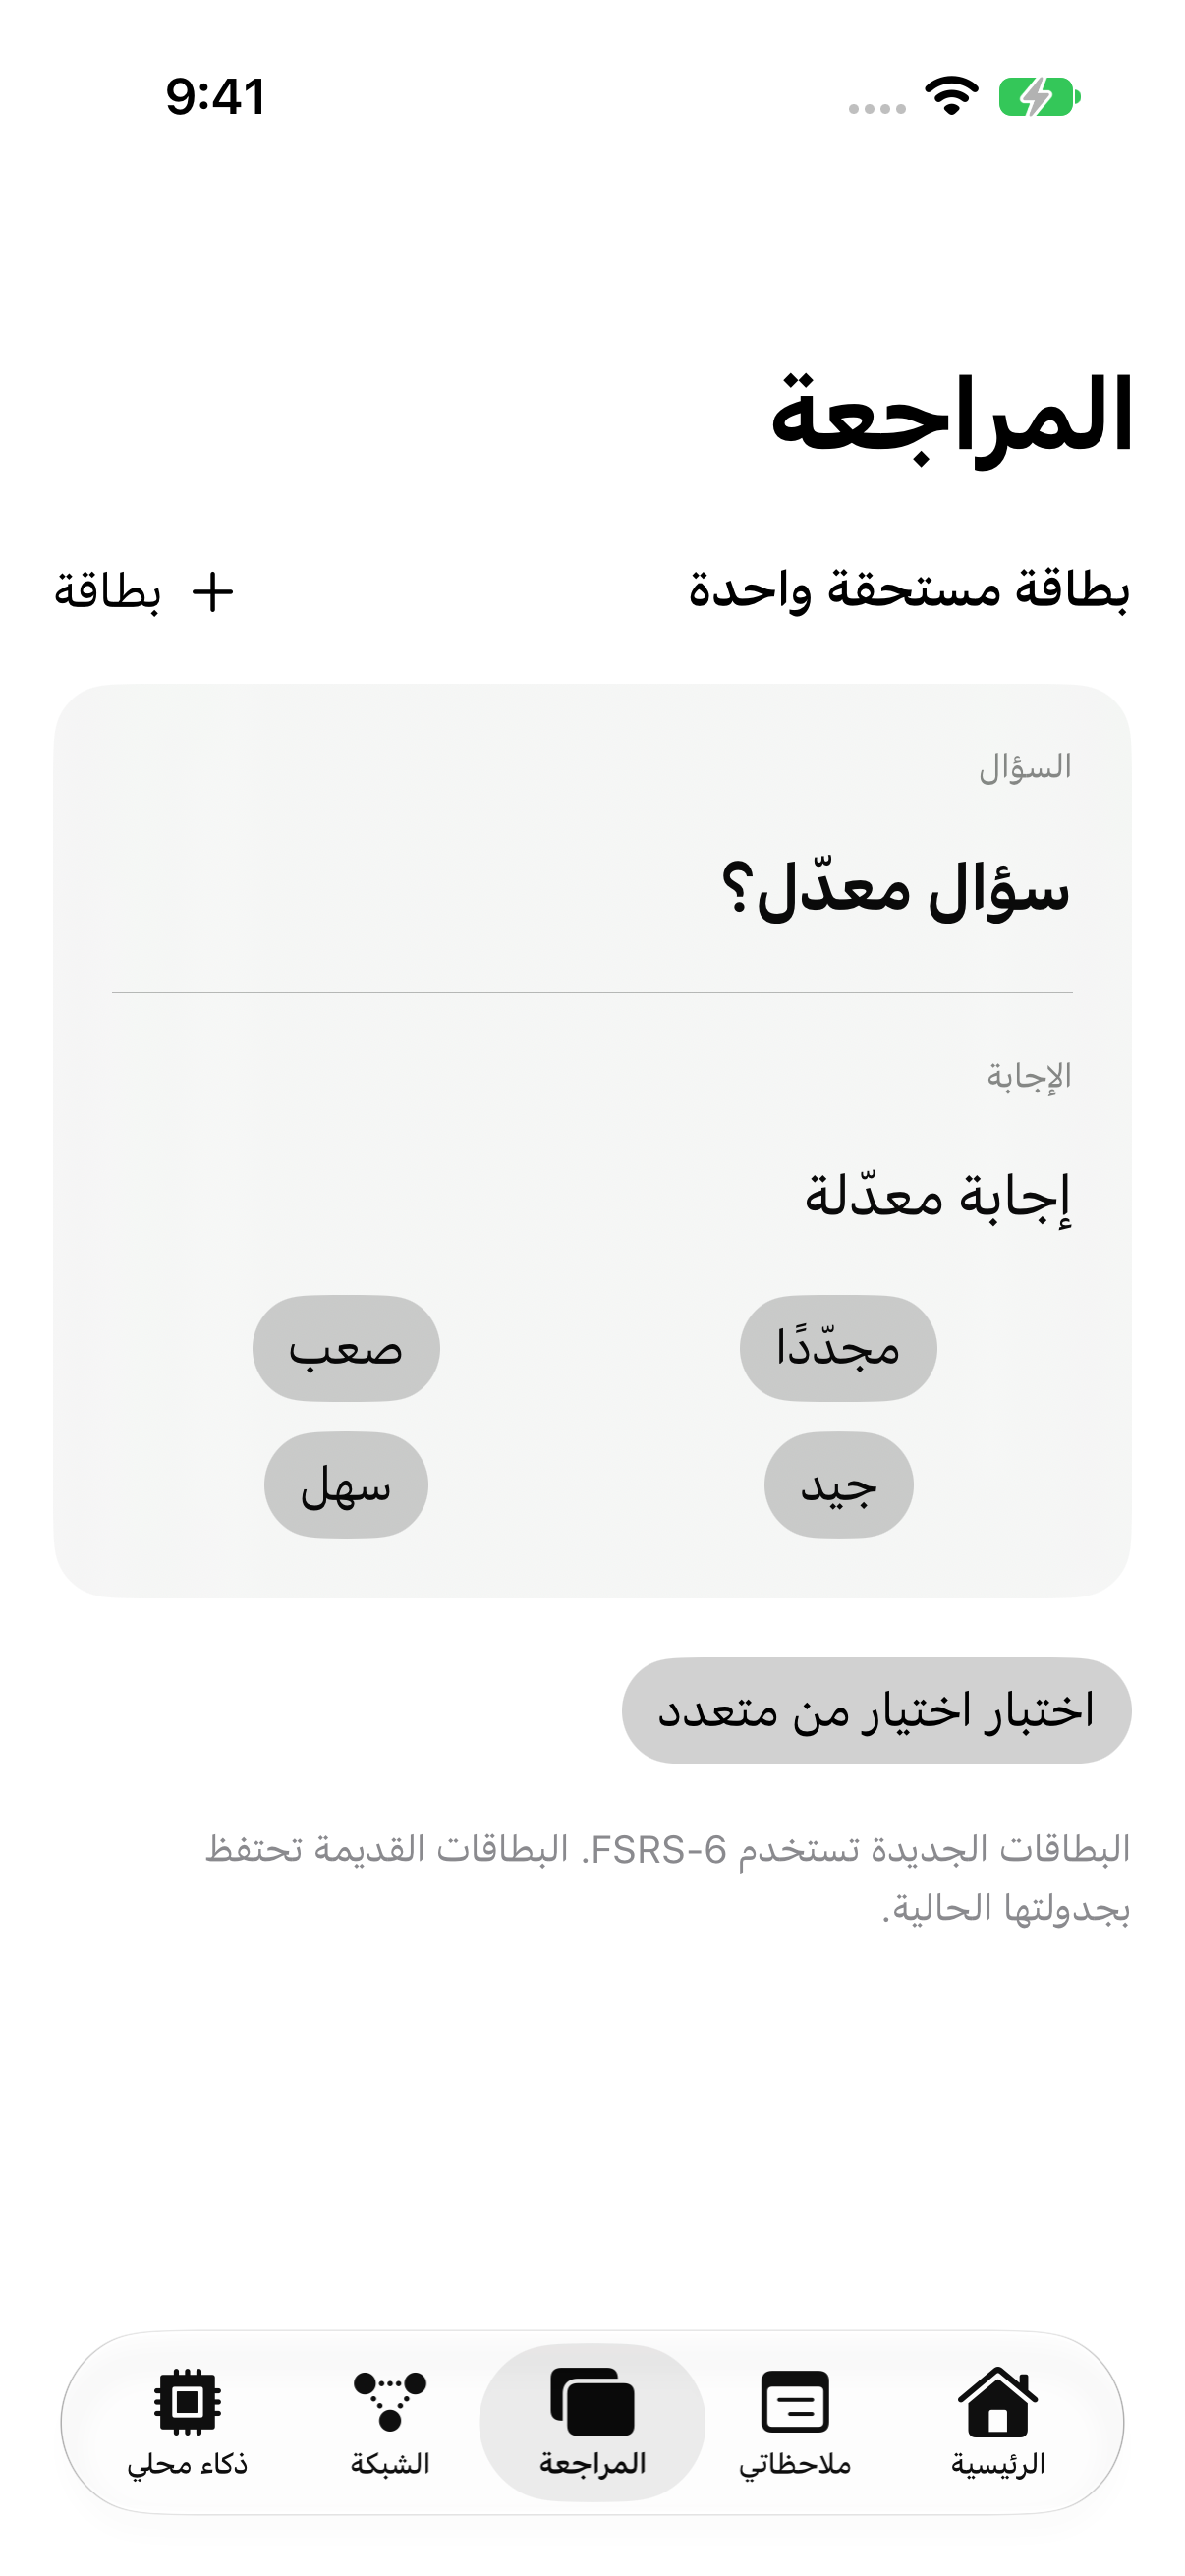 9:41
المراجعة
بطاقة مستحقة واحدة
بطاقة
السؤال
سؤال معدّل؟
الإجابة
إجابة معدّلة
مجدّدًا
صعب
جيد
سهل
اختبار اختيار من متعدد
البطاقات الجديدة تستخدم FSRS-6. البطاقات القديمة تحتفظ
بجدولتها الحالية.
الرئيسية
ملاحظاتي
المراجعة
الشبكة
ذكاء محلي